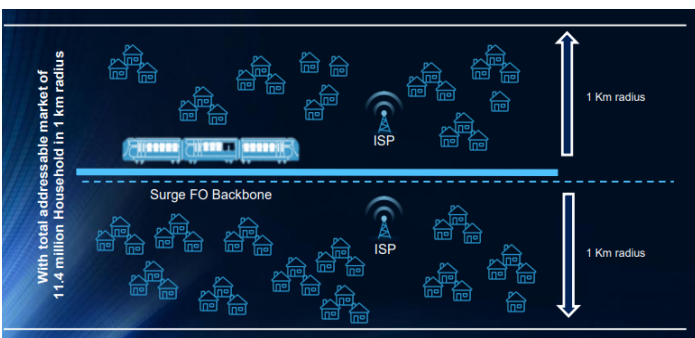 With total addressable market of
11.4 million Household in 1 km radius
1 Km radius
ISP
Surge FO Backbone
ISP
1 Km radius